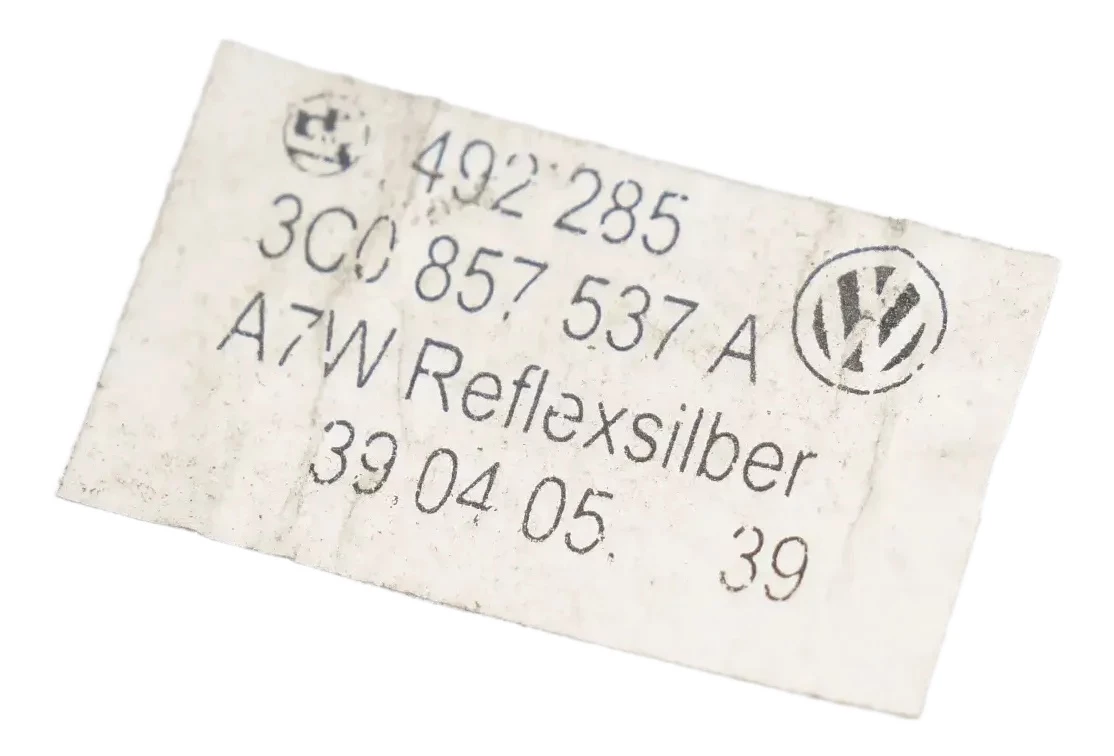 492 285
3C0 857 537 A
A7W Reflexsilber
39 04 05. 39